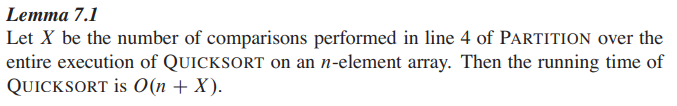 Lemma 7.1
Let X be the number of comparisons performed in line 4 of PARTITION over the
entire execution of QUICKSORT on an n-element array. Then the running time of
QUICKSORT is O(n + X).